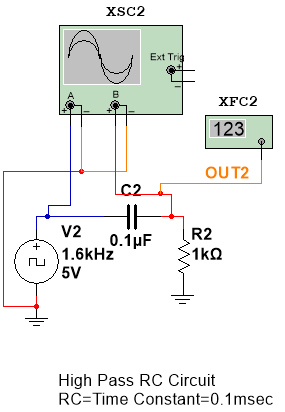 XSC2
Ext Trig
+
−
A
B
+
−
+
−
XFC2
123
OUT2
C2
0.1µF
V2
1.6kHz
5V
+
R2
1kΩ
High Pass RC Circuit
RC=Time Constant=0.1msec